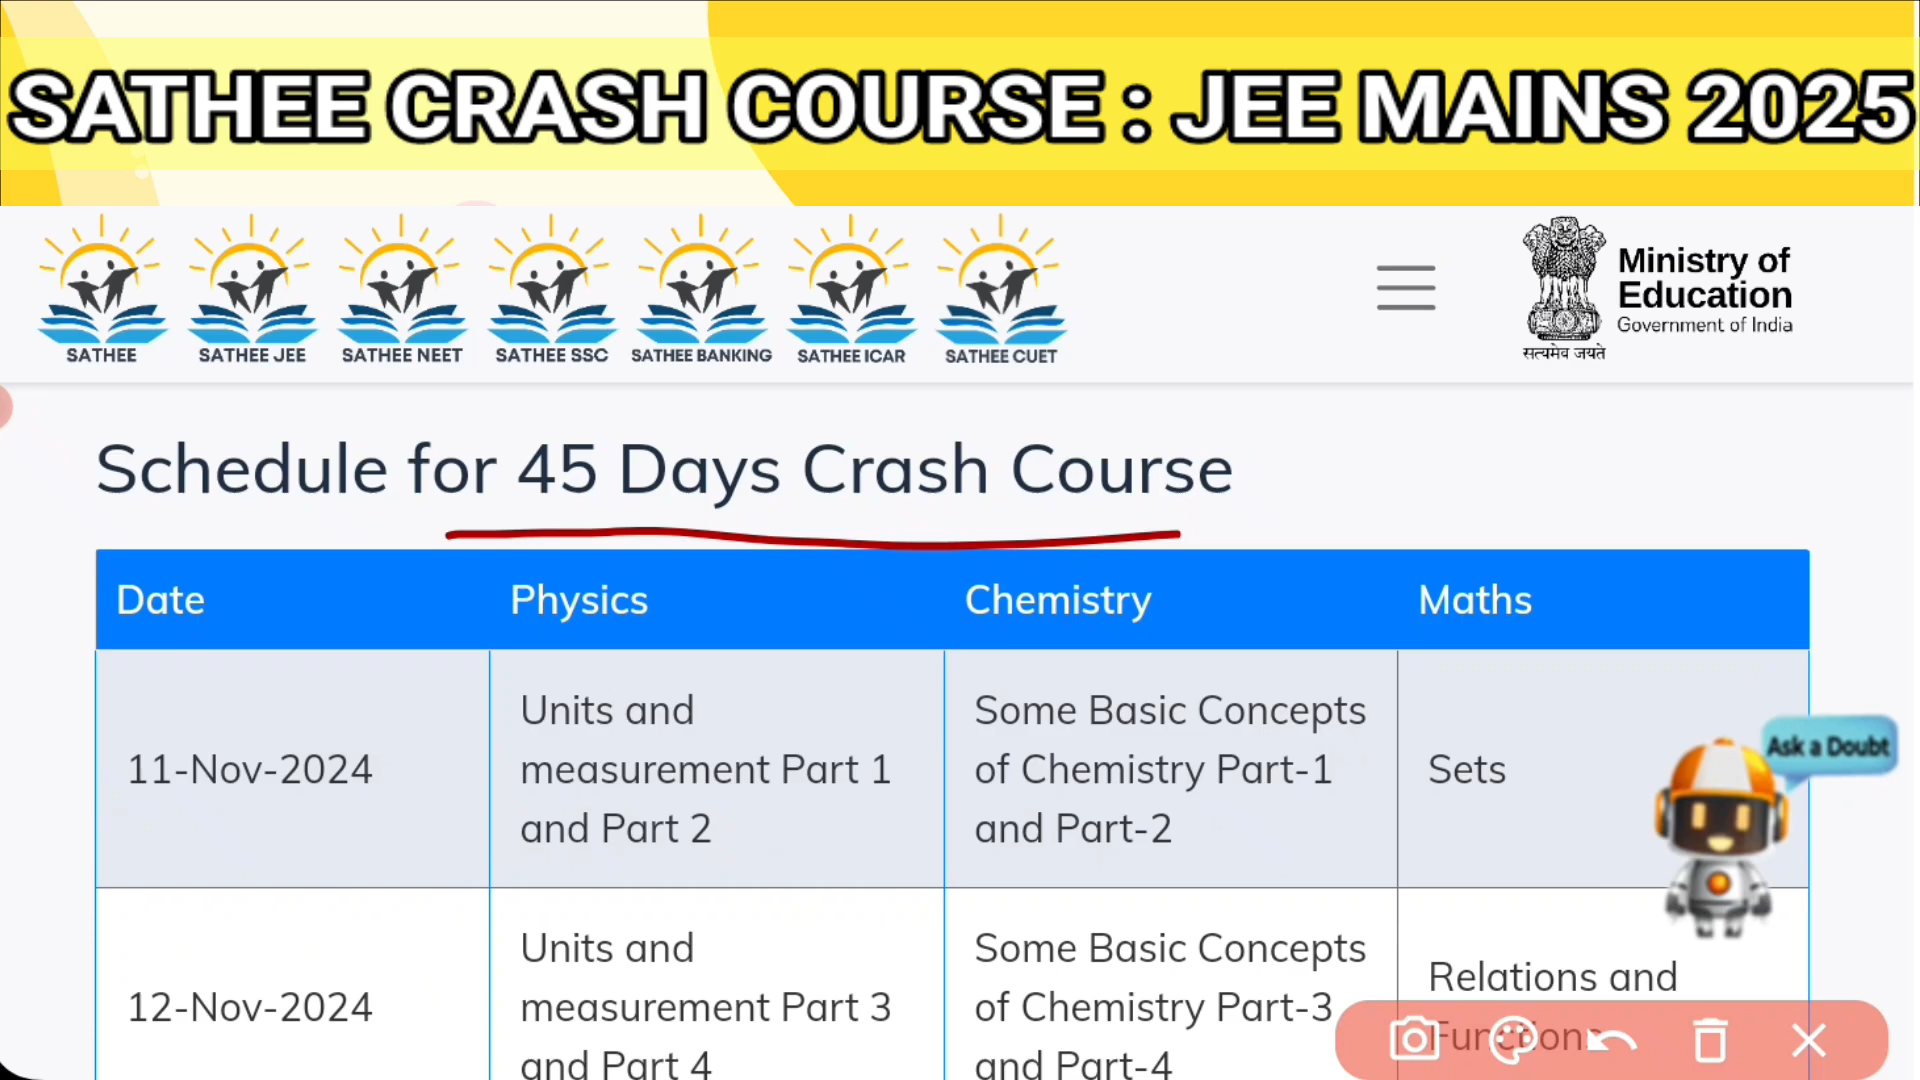 SATHEE CRASH COURSE : JEE MAINS 2025
SATHEE
SATHEE JEE
SATHEE NEET
SATHEE SSC
SATHEE BANKING
SATHEE ICAR
SATHEE CUET
Ministry of
Education
Government of India
सत्यमेव जयते
Schedule for 45 Days Crash Course
Date
Physics
Chemistry
Maths
11-Nov-2024
Units and
measurement Part 1
and Part 2
Some Basic Concepts
of Chemistry Part-1
and Part-2
Sets
Ask a Doubt
12-Nov-2024
Units and
measurement Part 3
and Part 4
Some Basic Concepts
of Chemistry Part-3
and Part-4
Relations and
Functions